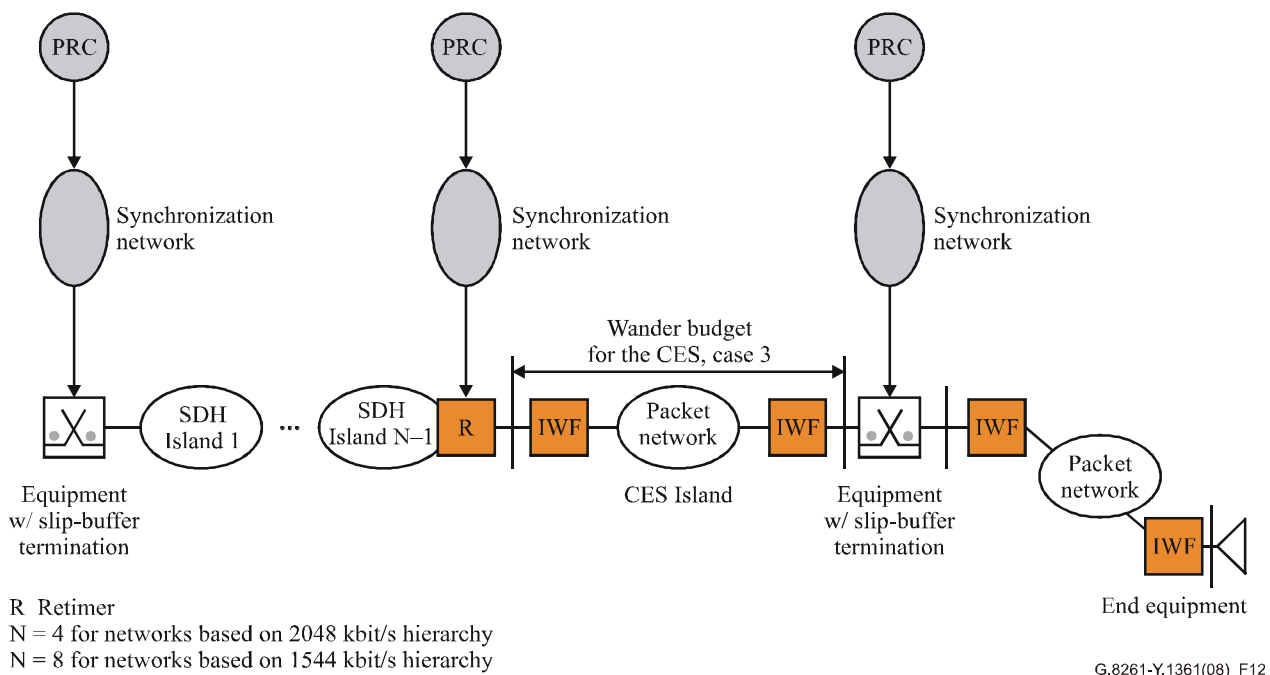 PRC
PRC
PRC
Synchronization
network
Synchronization
network
Synchronization
network
Wander budget
for the CES, case 3
SDH
Island 1
...
SDH
Island N–1
R
IWF
Packet
network
IWF
IWF
Packet
network
IWF
Equipment
w/ slip-buffer
termination
CES Island
Equipment
w/ slip-buffer
termination
End equipment
R Retimer
N = 4 for networks based on 2048 kbit/s hierarchy
N = 8 for networks based on 1544 kbit/s hierarchy
G.8261-Y.1361(08)_F12